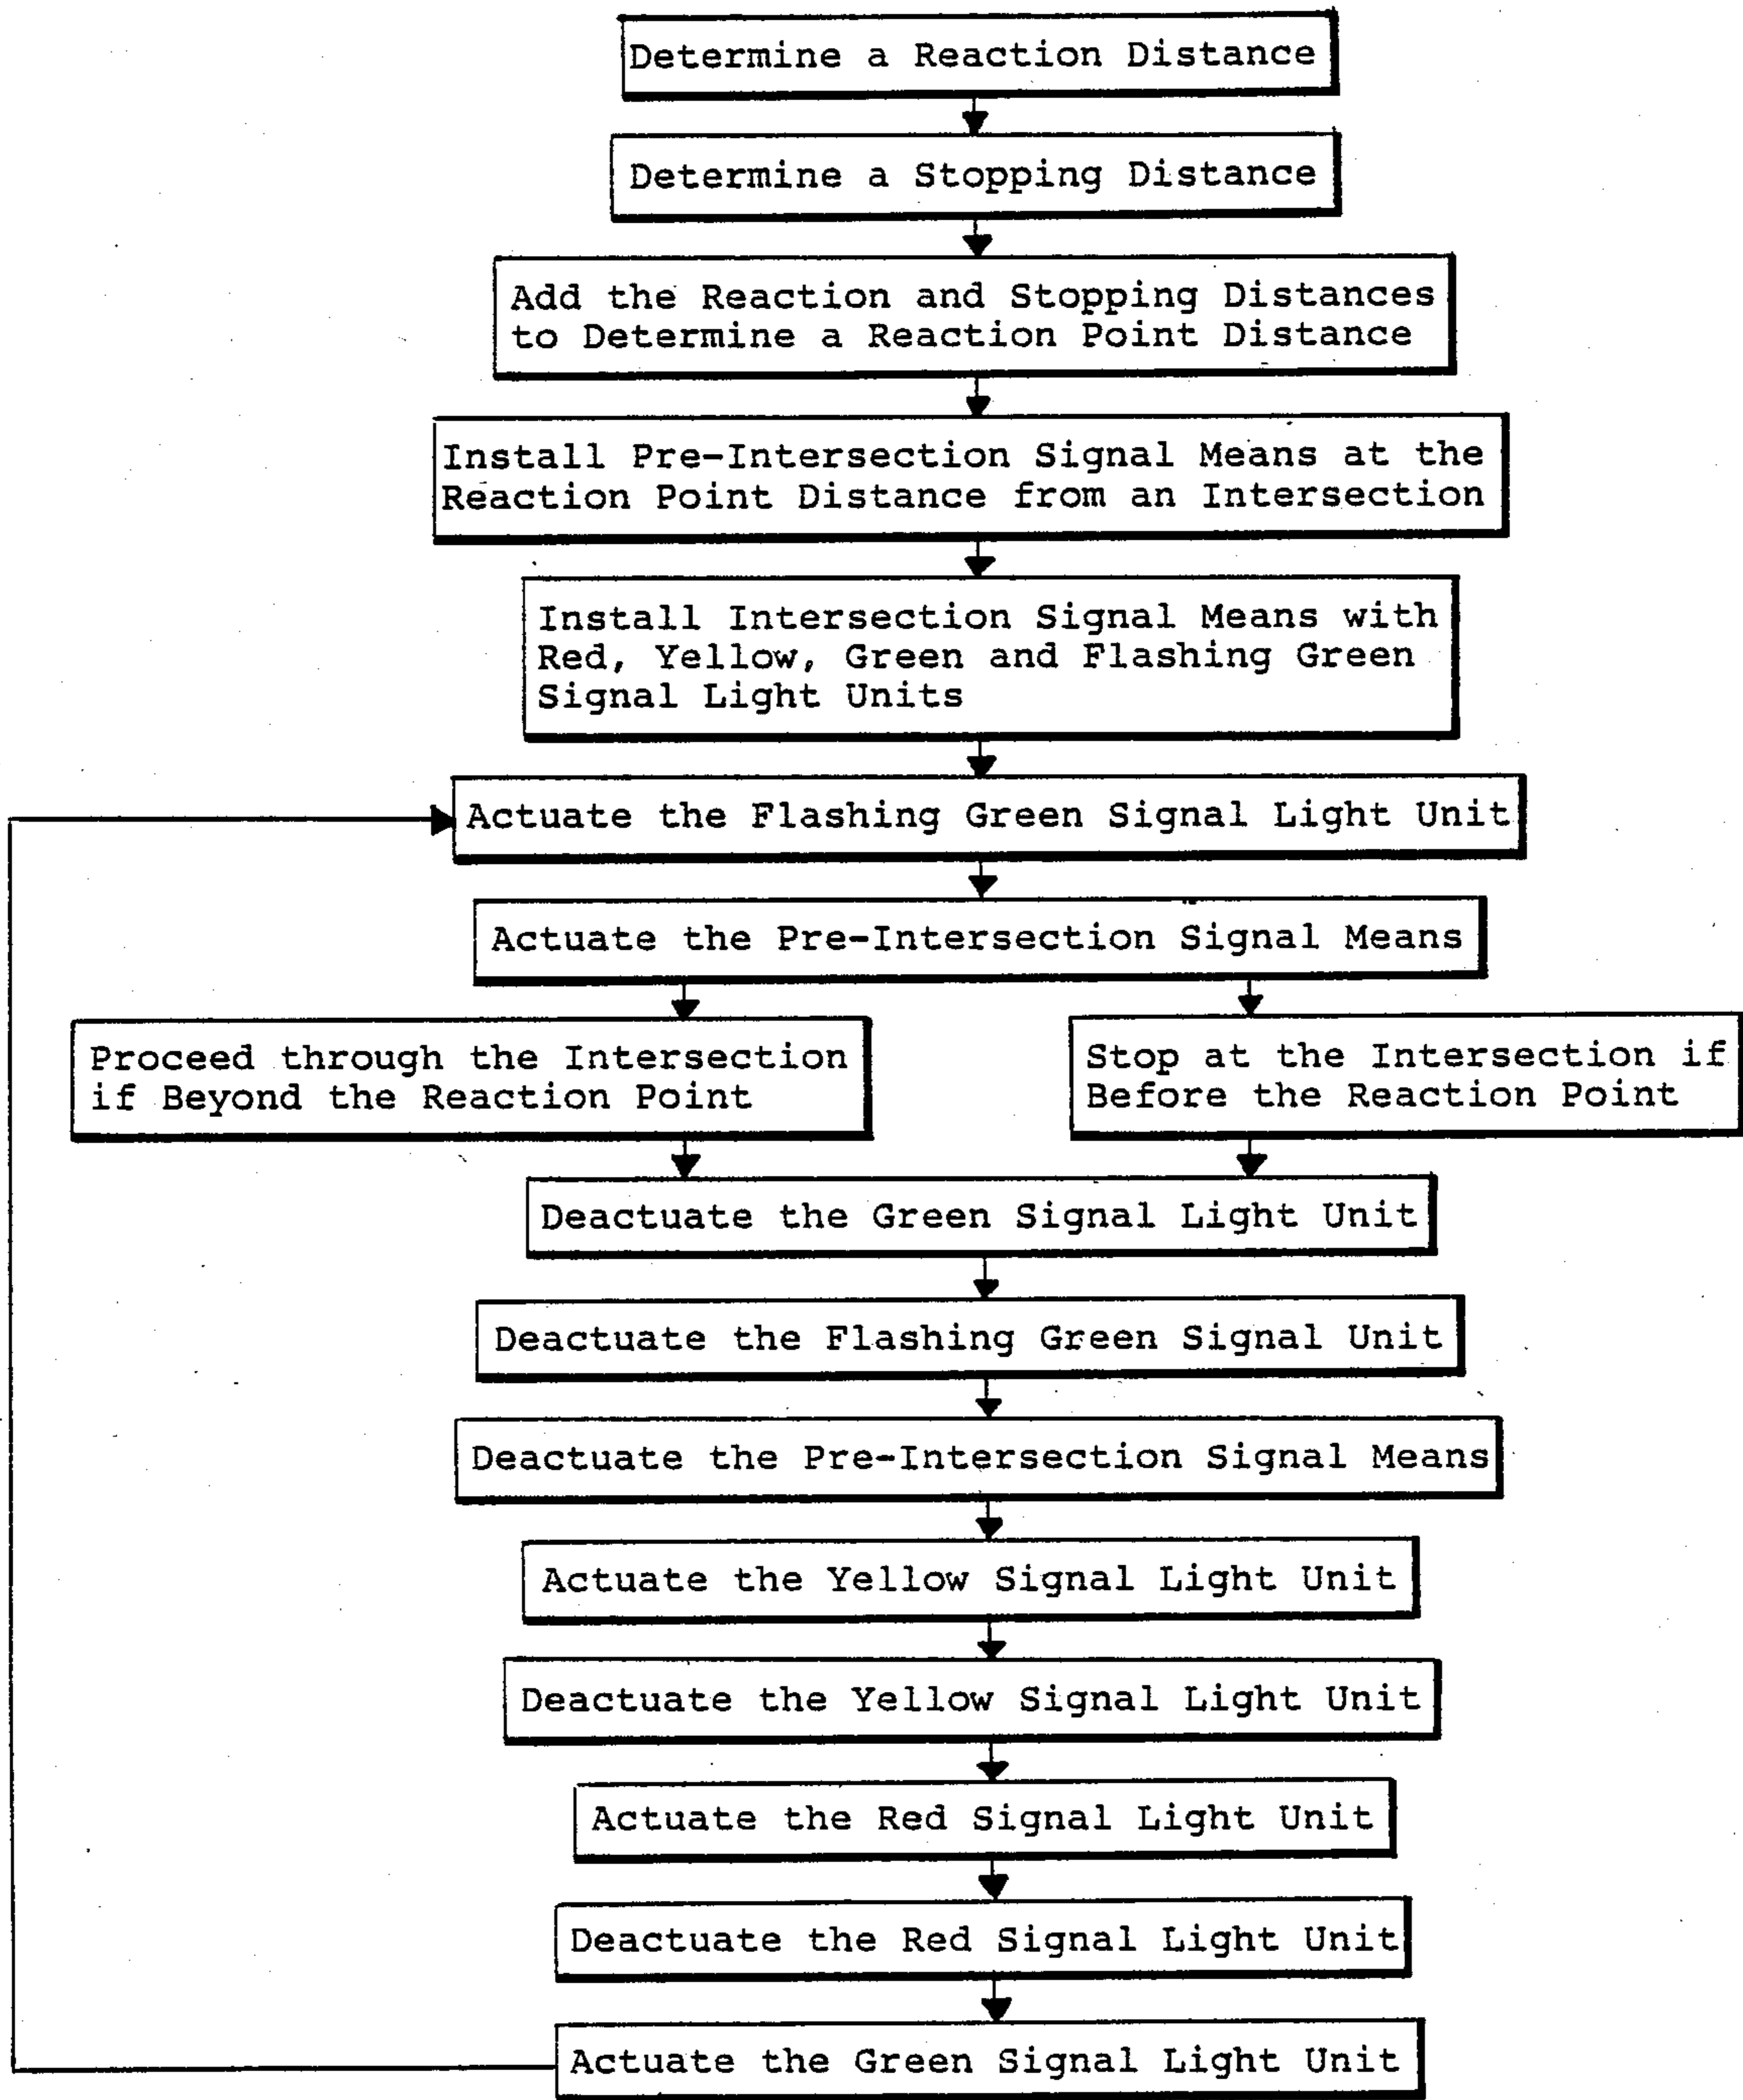 Determine a Reaction Distance
Determine a Stopping Distance
Add the Reaction and Stopping Distances
to Determine a Reaction Point Distance
Install Pre-Intersection Signal Means at the
Reaction Point Distance from an Intersection
Install Intersection Signal Means with
Red, Yellow, Green and Flashing Green
Signal Light Units
Actuate the Flashing Green Signal Light Unit
Actuate the Pre-Intersection Signal Means
Proceed through the Intersection
if Beyond the Reaction Point
Stop at the Intersection if
Before the Reaction Point
Deactuate the Green Signal Light Unit
Deactuate the Flashing Green Signal Unit
Deactuate the Pre-Intersection Signal Means
Actuate the Yellow Signal Light Unit
Deactuate the Yellow Signal Light Unit
Actuate the Red Signal Light Unit
Deactuate the Red Signal Light Unit
Actuate the Green Signal Light Unit